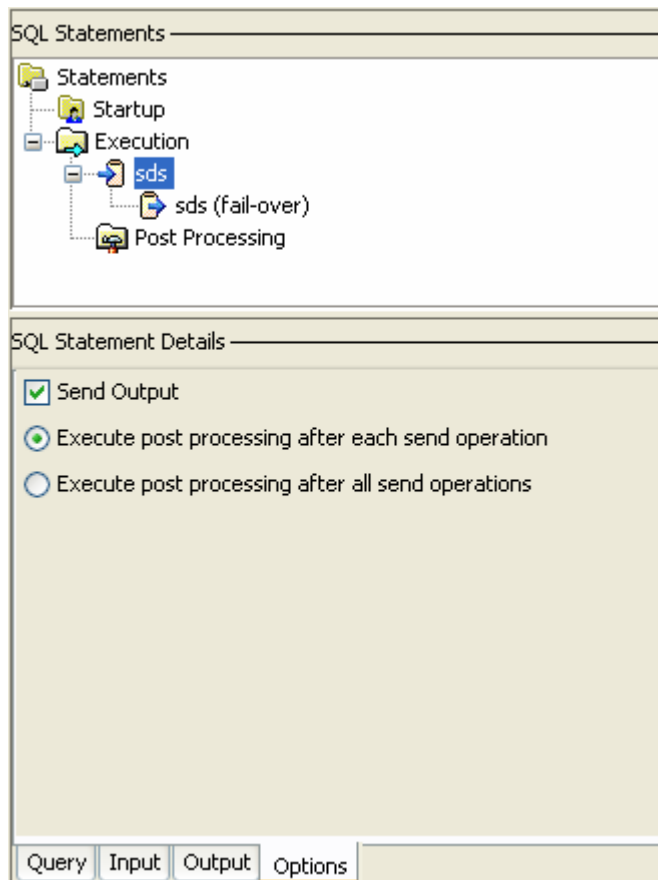 SQL Statements
Statements
Startup
Execution
sds
sds (fail-over)
Post Processing
SQL Statement Details
Send Output
Execute post processing after each send operation
Execute post processing after all send operations
Query Input Output Options